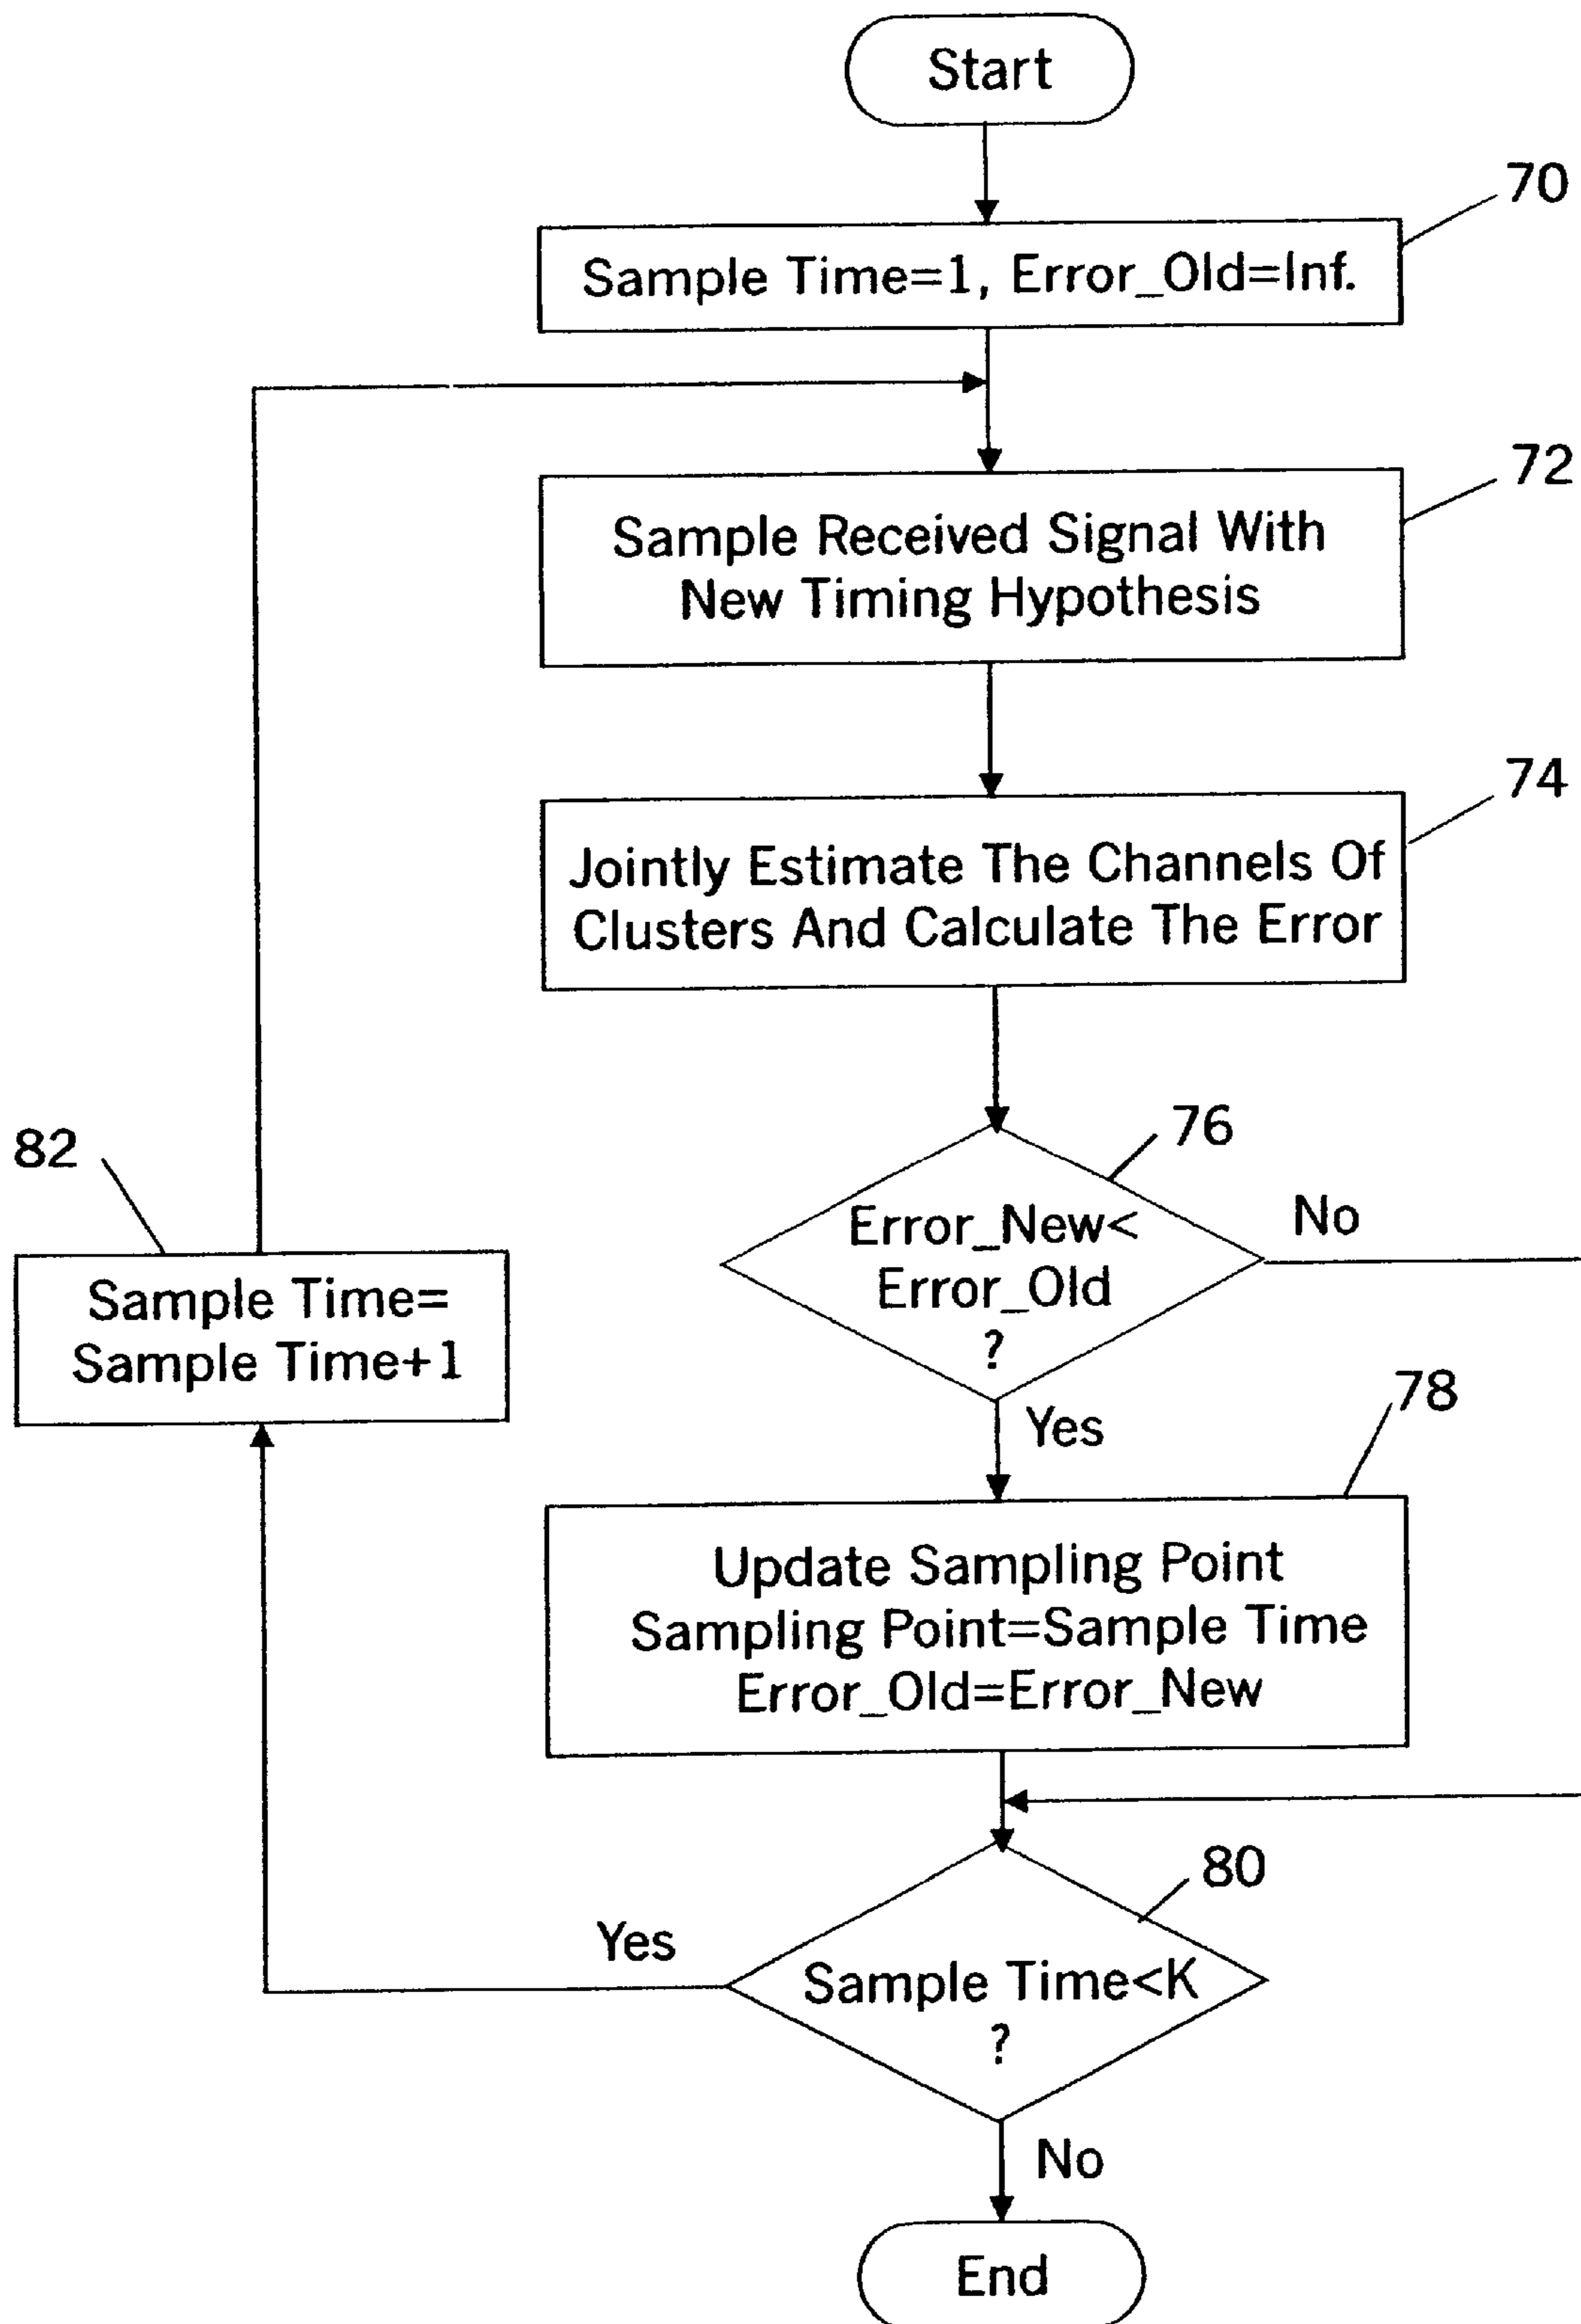 Start
70
Sample Time=1, Error_Old=Inf.
72
Sample Received Signal With
New Timing Hypothesis
74
Jointly Estimate The Channels Of
Clusters And Calculate The Error
76
82
Error_New<
Error_Old
?
No
Sample Time=
Sample Time+1
Yes
78
Update Sampling Point
Sampling Point=Sample Time
Error_Old=Error_New
80
Yes
Sample Time<K
?
No
End